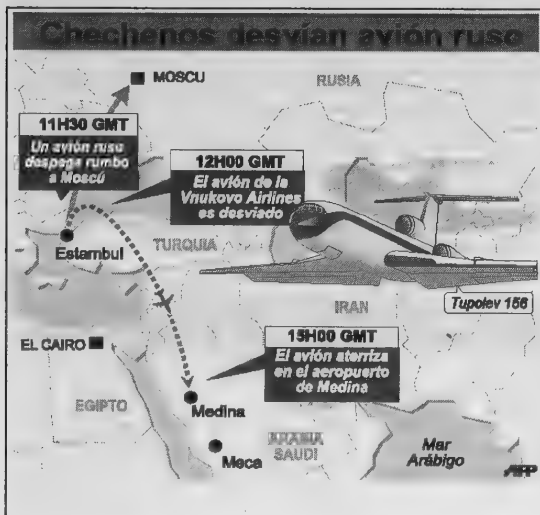 Chechenos desvían avión ruso
MOSCU
RUSIA
11H30 GMT
Un avión ruso
despega rumbo
a Moscú
12H00 GMT
El avión de la
Vnukovo Airlines
es desviado
Estambul
TURQUIA
Tupolev 156
IRAN
EL CAIRO
15H00 GMT
El avión aterriza
en el aeropuerto
de Medina
EGIPTO
Medina
Meca
ARABIA
SAUDI
Mar
Arábigo
AFP